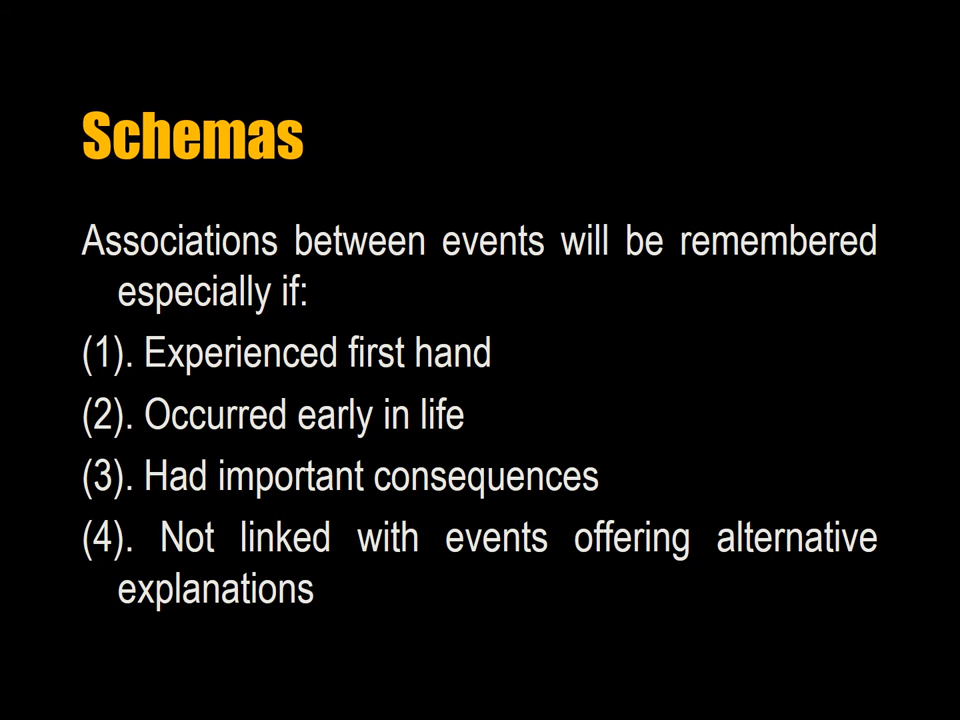 Schemas
Associations between events will be remembered
especially if:
(1). Experienced first hand
(2). Occurred early in life
(3). Had important consequences
(4). Not linked with events offering alternative
explanations